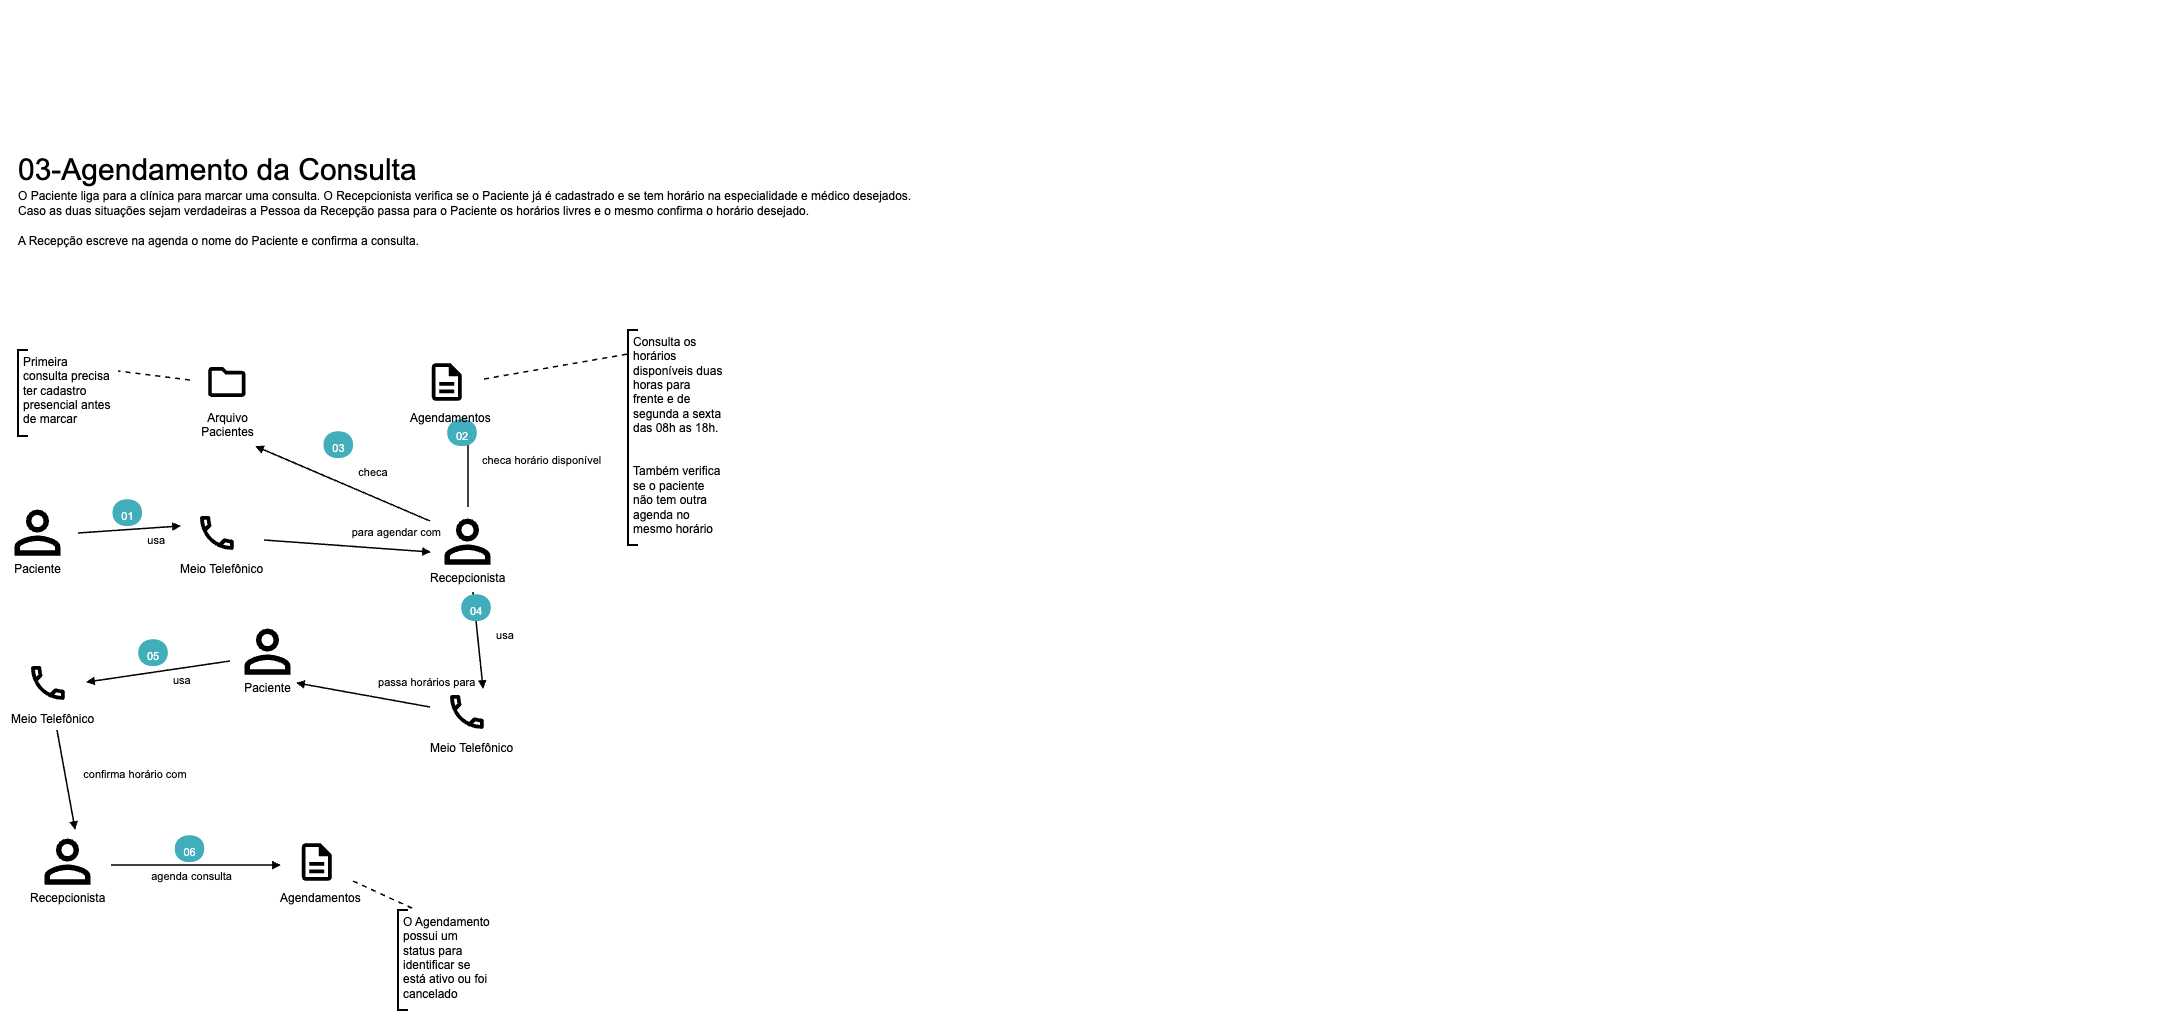 03-Agendamento da Consulta
O Paciente liga para a clínica para marcar uma consulta. O Recepcionista verifica se o Paciente já é cadastrado e se tem horário na especialidade e médico desejados.
Caso as duas situações sejam verdadeiras a Pessoa da Recepção passa para o Paciente os horários livres e o mesmo confirma o horário desejado.
A Recepção escreve na agenda o nome do Paciente e confirma a consulta.
Primeira
consulta precisa
ter cadastro
presencial antes
de marcar
Arquivo
Pacientes
Agendamentos
Consulta os
horários
disponíveis duas
horas para
frente e de
segunda a sexta
das 08h as 18h.
Também verifica
se o paciente
não tem outra
agenda no
mesmo horário
03
checa
02
checa horário disponível
01
usa
Paciente
Meio Telefônico
para agendar com
Recepcionista
04
usa
05
usa
Paciente
passa horários para
Meio Telefônico
Meio Telefônico
confirma horário com
06
agenda consulta
Recepcionista
Agendamentos
O Agendamento
possui um
status para
identificar se
está ativo ou foi
cancelado